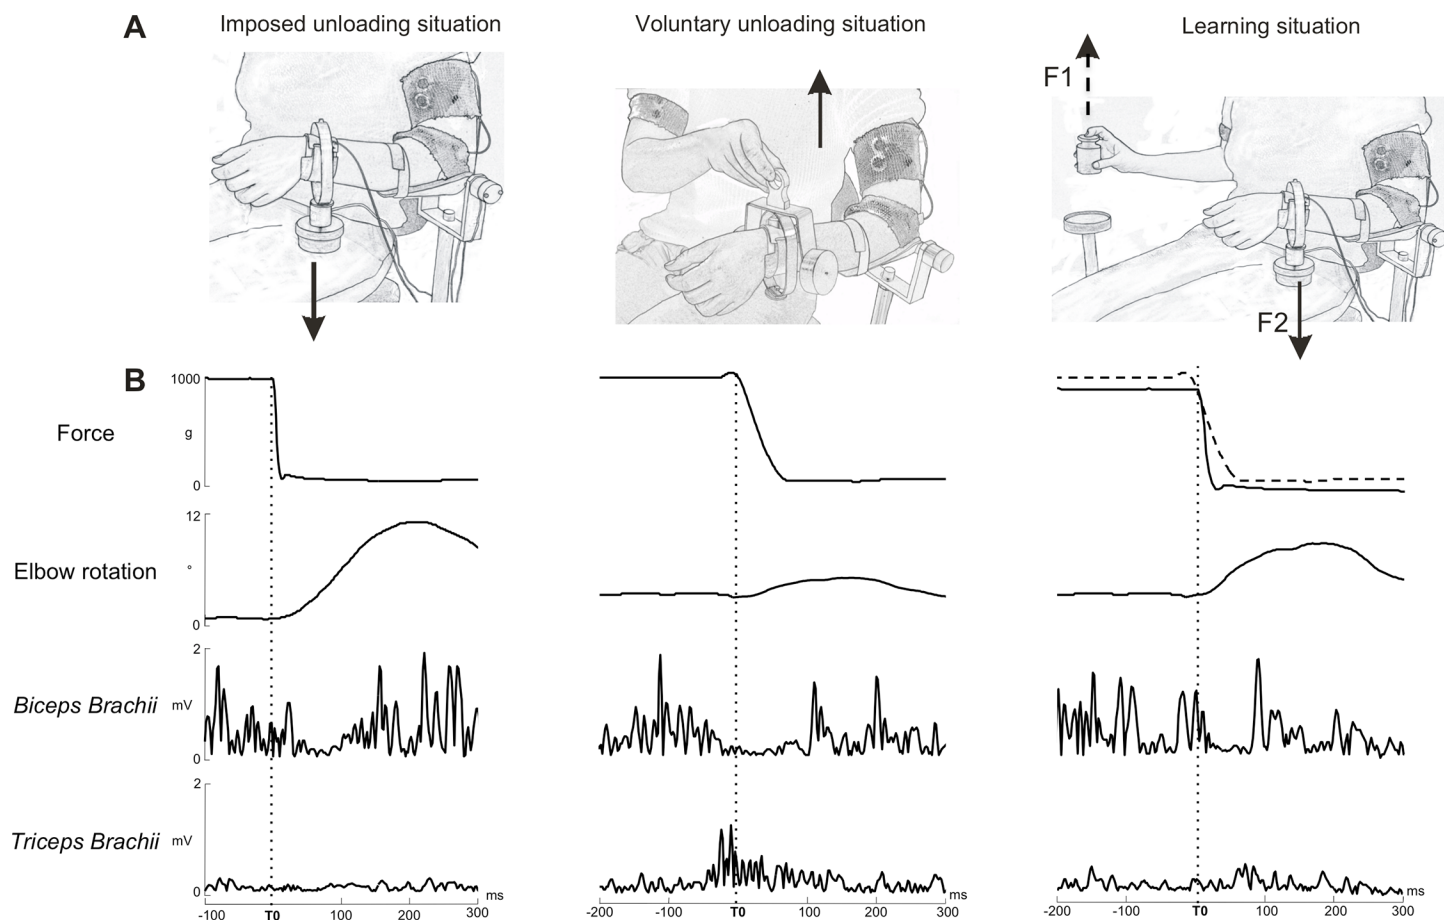 A
Imposed unloading situation
Voluntary unloading situation
Learning situation
F1
F2
B
Force
1000
g
0
Elbow rotation
12
°
0
Biceps Brachii
2
mV
0
Triceps Brachii
2
mV
0
-100 T0 100 200 300 ms
-200 -100 T0 100 200 300 ms
-200 -100 T0 100 200 300 ms